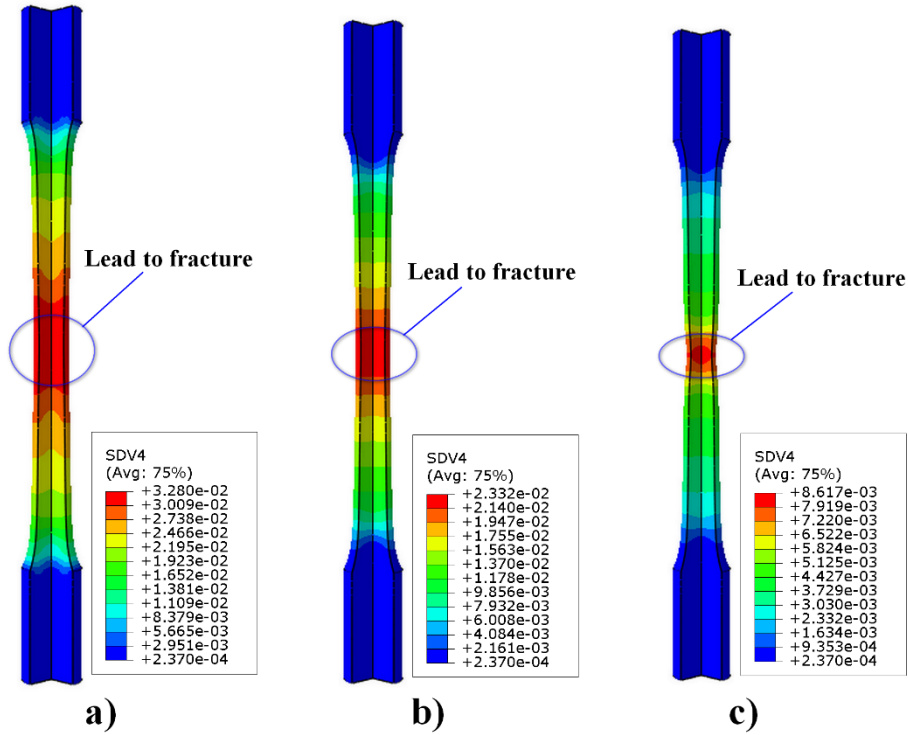 Lead to fracture
SDV4
(Avg: 75%)
+3.280e-02
+3.009e-02
+2.738e-02
+2.466e-02
+2.195e-02
+1.923e-02
+1.652e-02
+1.381e-02
+1.109e-02
+8.379e-03
+5.665e-03
+2.951e-03
+2.370e-04
a)
Lead to fracture
SDV4
(Avg: 75%)
+2.332e-02
+2.140e-02
+1.947e-02
+1.755e-02
+1.563e-02
+1.370e-02
+1.178e-02
+9.856e-03
+7.932e-03
+6.008e-03
+4.084e-03
+2.161e-03
+2.370e-04
b)
Lead to fracture
SDV4
(Avg: 75%)
+8.617e-03
+7.919e-03
+7.220e-03
+6.522e-03
+5.824e-03
+5.125e-03
+4.427e-03
+3.729e-03
+3.030e-03
+2.332e-03
+1.634e-03
+9.353e-04
+2.370e-04
c)